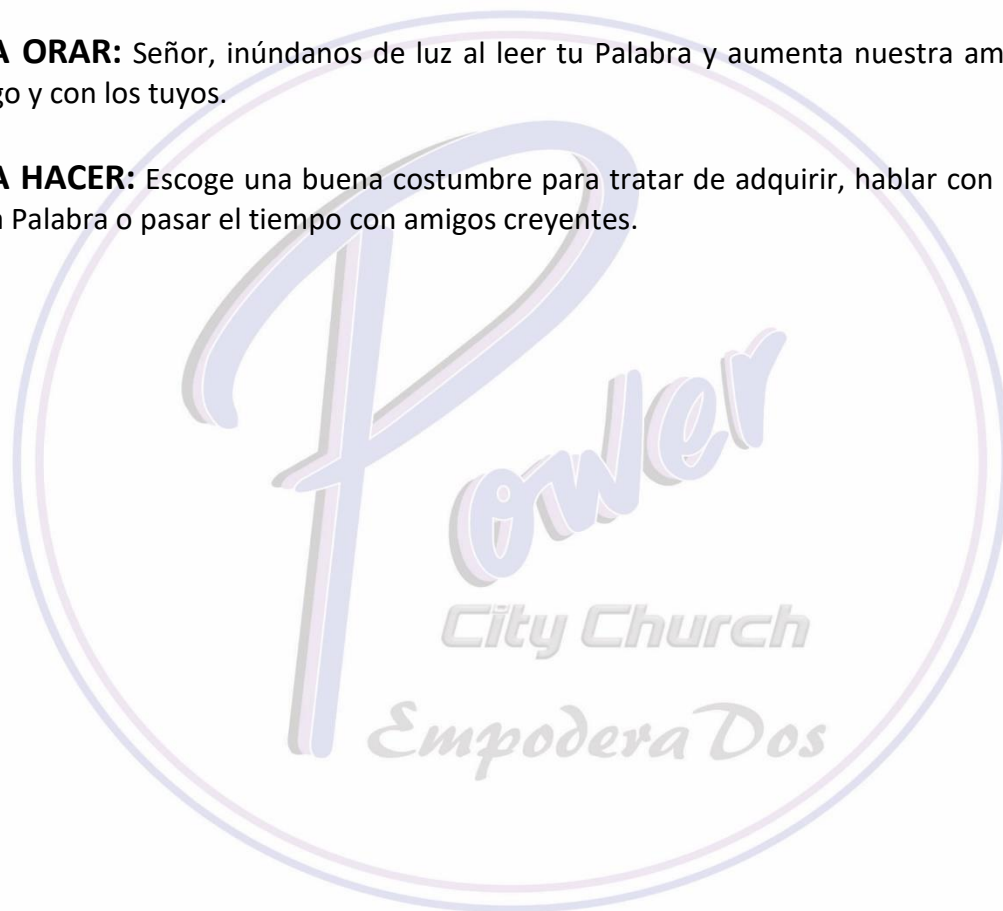 A ORAR: Señor, inúndanos de luz al leer tu Palabra y aumenta nuestra am
go y con los tuyos.
A HACER: Escoge una buena costumbre para tratar de adquirir, hablar con
a Palabra o pasar el tiempo con amigos creyentes.
Power
City Church
EmpoderaDos